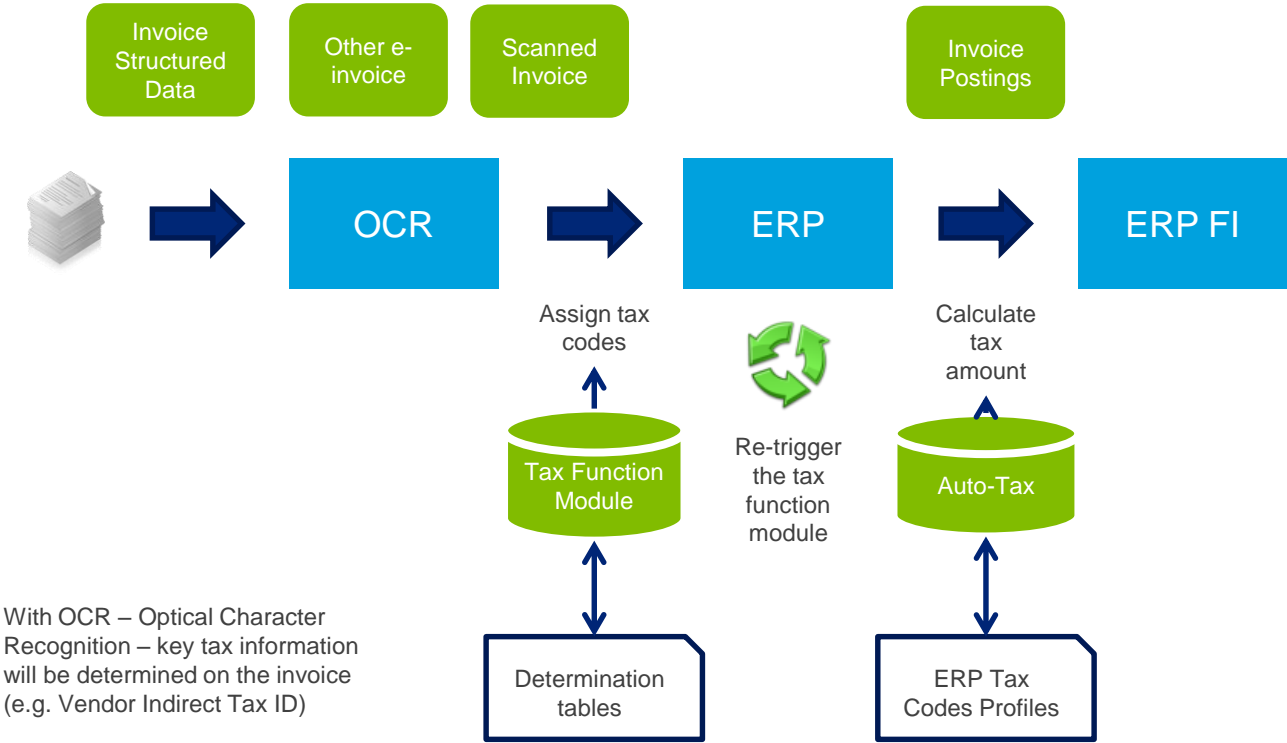 Invoice
Structured
Data
Other e-
invoice
Scanned
Invoice
Invoice
Postings
OCR
ERP
ERP FI
Assign tax
codes
Calculate
tax
amount
Tax Function
Module
Re-trigger
the tax
function
module
Auto-Tax
With OCR – Optical Character
Recognition – key tax information
will be determined on the invoice
(e.g. Vendor Indirect Tax ID)
Determination
tables
ERP Tax
Codes Profiles